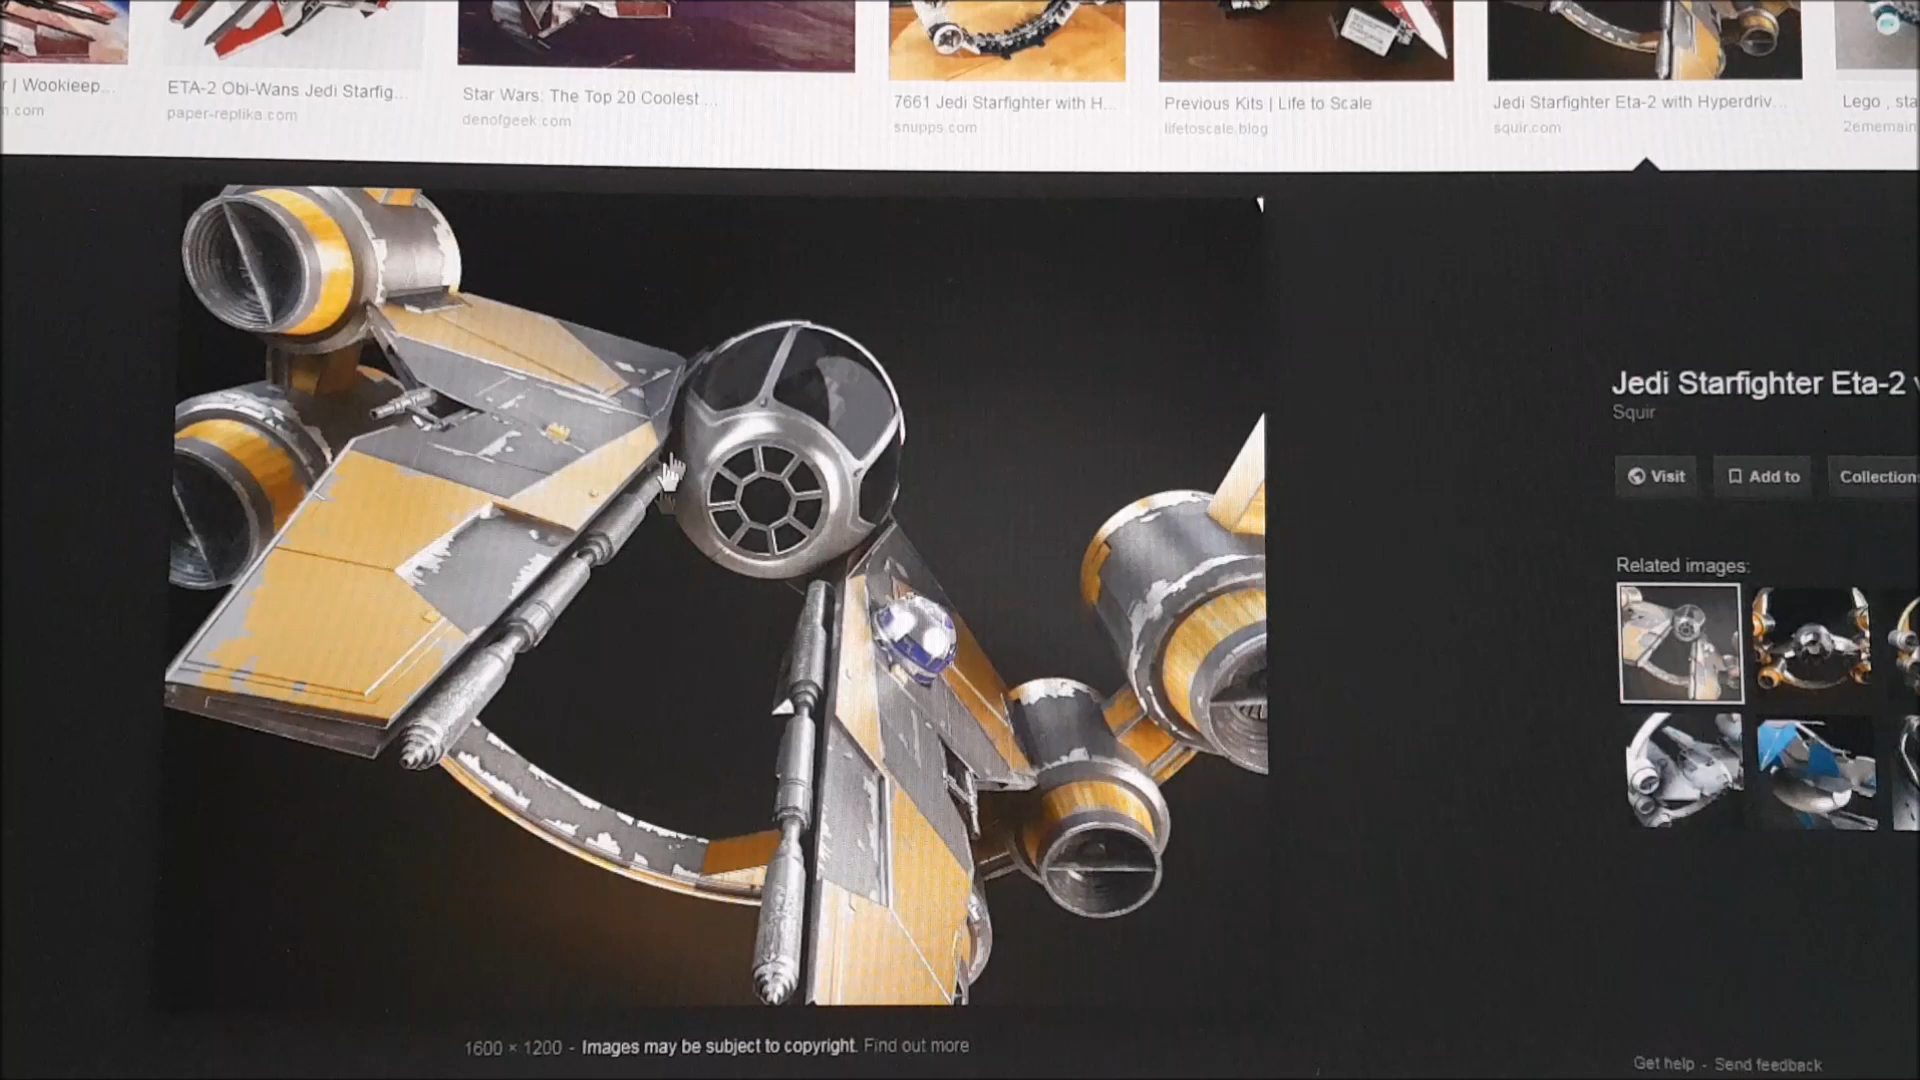 r | Wookieep...
n.com
ETA-2 Obi-Wans Jedi Starfig...
paper-replika.com
Star Wars: The Top 20 Coolest ...
denofgeek.com
7661 Jedi Starfighter with H...
snupps.com
Previous Kits | Life to Scale
lifetoscale.blog
Jedi Starfighter Eta-2 with Hyperdriv...
squir.com
Lego , sta
2ememain
Jedi Starfighter Eta-2
Squir
Visit
Add to
Collection
Related images:
1600 × 1200 - Images may be subject to copyright. Find out more
Get help - Send feedback